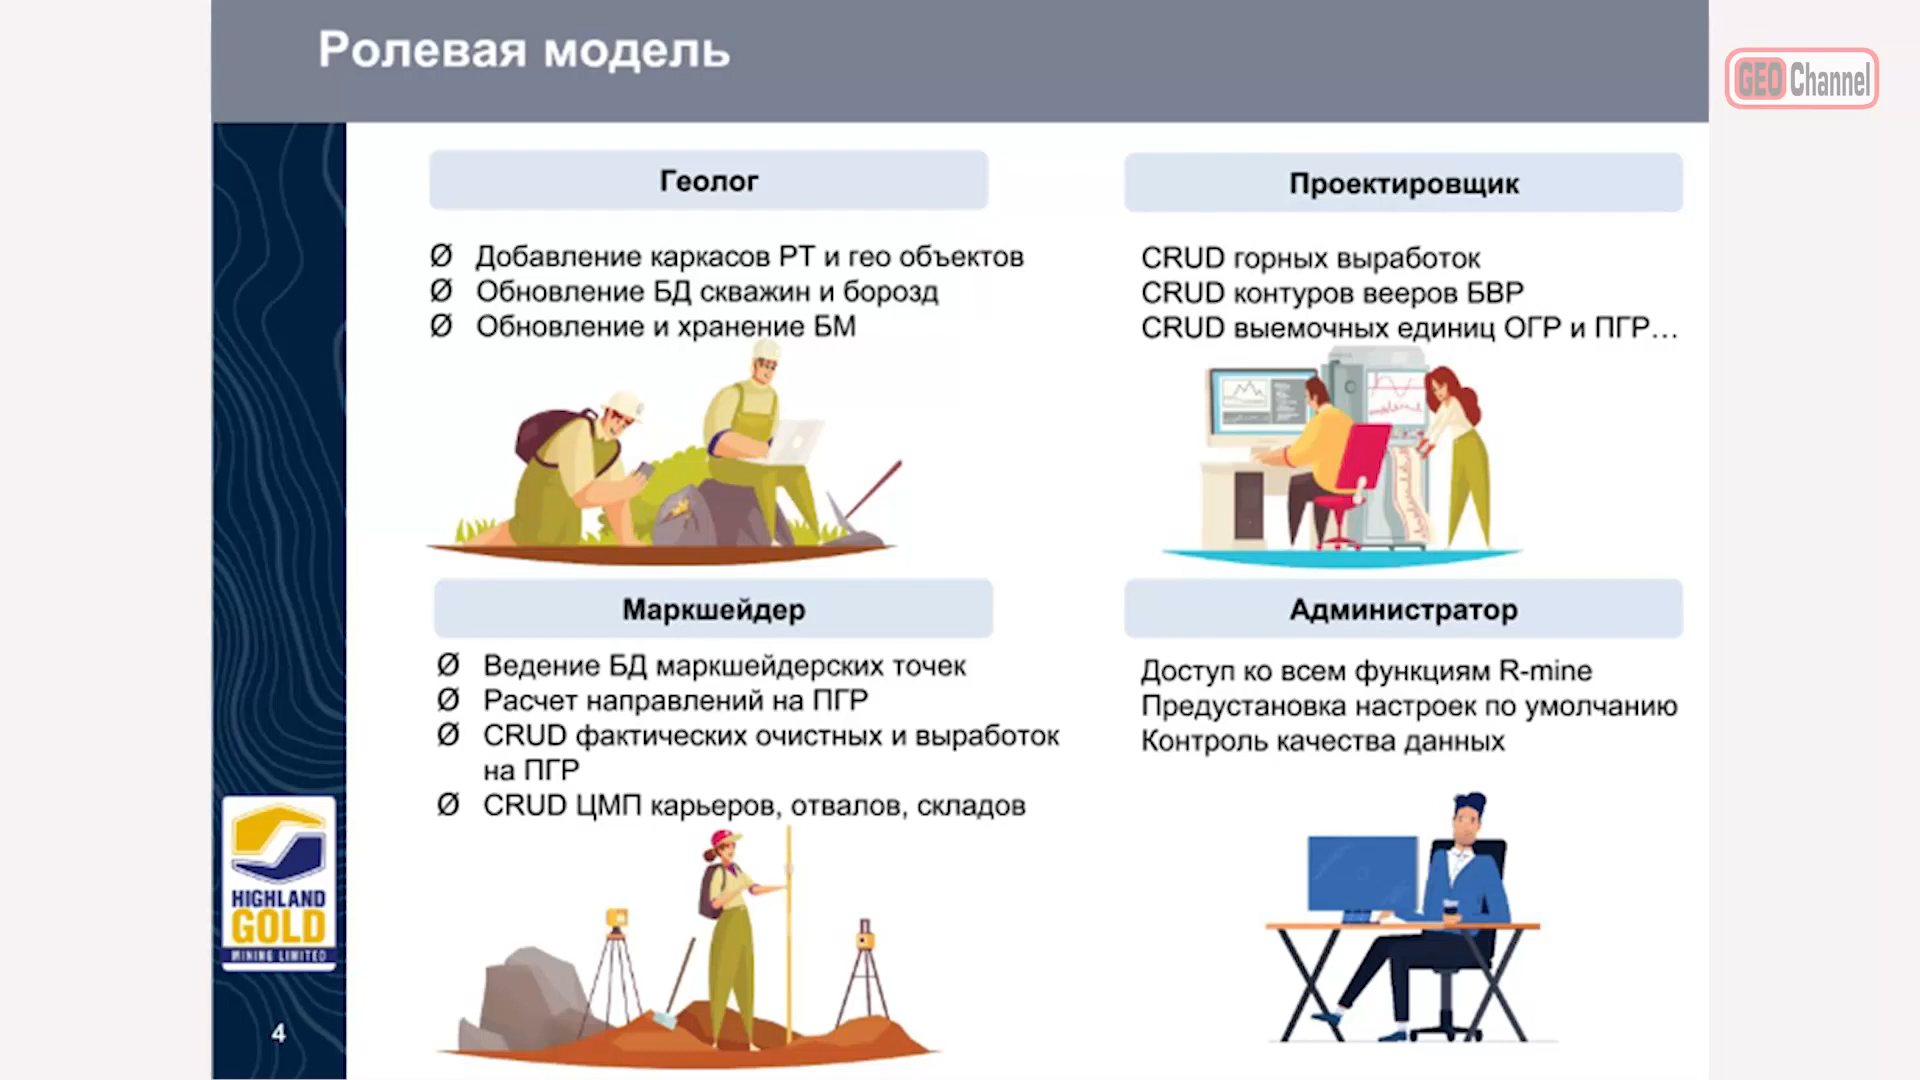 Ролевая модель
GEO Channel
Геолог
Ø Добавление каркасов РТ и гео объектов
Ø Обновление БД скважин и борозд
Ø Обновление и хранение БМ
Проектировщик
CRUD горных выработок
CRUD контуров вееров БВР
CRUD выемочных единиц ОГР и ПГР…
Маркшейдер
Ø Ведение БД маркшейдерских точек
Ø Расчет направлений на ПГР
Ø CRUD фактических очистных и выработок
на ПГР
Ø CRUD ЦМП карьеров, отвалов, складов
Администратор
Доступ ко всем функциям R-mine
Предустановка настроек по умолчанию
Контроль качества данных
HIGHLAND
GOLD
MINING LIMITED
4